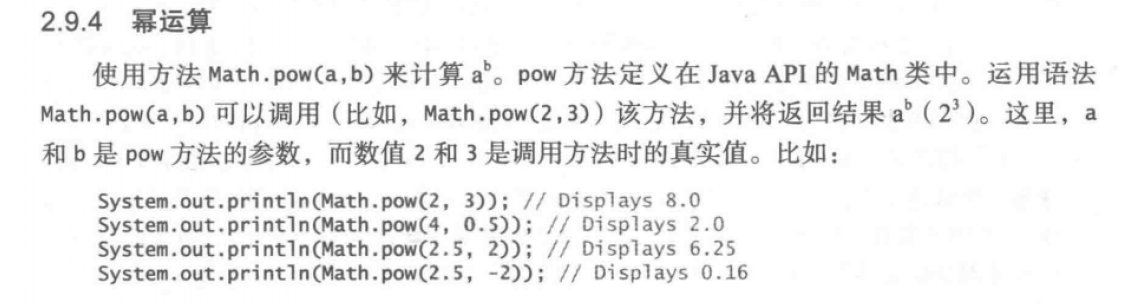 2.9.4 幂运算
使用方法 Math.pow(a,b) 来计算 aᵇ。pow 方法定义在 Java API 的 Math 类中。运用语法
Math.pow(a,b) 可以调用（比如，Math.pow(2,3)）该方法，并将返回结果 aᵇ（2³）。这里，a
和 b 是 pow 方法的参数，而数值 2 和 3 是调用方法时的真实值。比如：
System.out.println(Math.pow(2, 3)); // Displays 8.0
System.out.println(Math.pow(4, 0.5)); // Displays 2.0
System.out.println(Math.pow(2.5, 2)); // Displays 6.25
System.out.println(Math.pow(2.5, -2)); // Displays 0.16